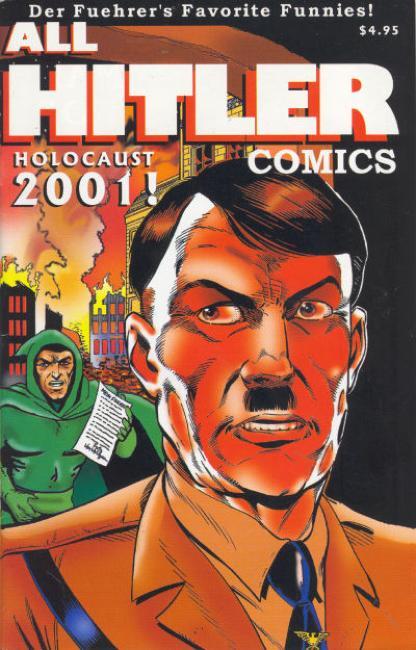 Der Fuehrer's Favorite Funnies!
$4.95
ALL
HITLER
HOLOCAUST
2001!
COMICS